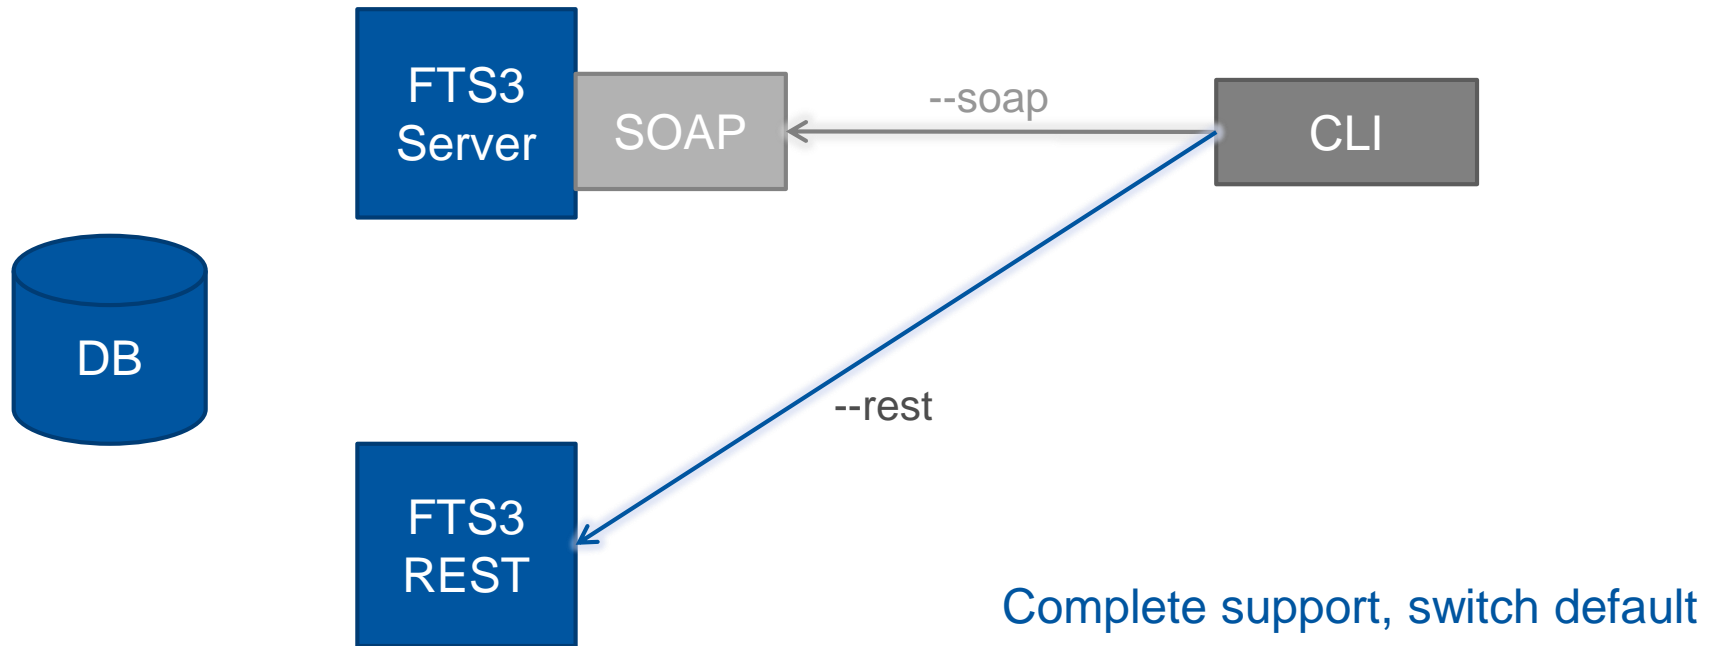 FTS3
Server
SOAP
--soap
CLI
DB
--rest
FTS3
REST
Complete support, switch default